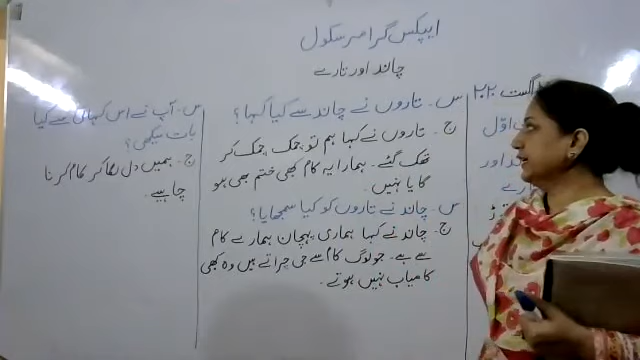 ایپکس گرامر سکول
چاند اور تارے
اگست ۲۰۲۰
اوّل
س۔ تاروں نے چاند سے کیا کہا؟
ج۔ تاروں نے کہا ہم تو چمک چمک کر
تھک گئے۔ ہمارا یہ کام کبھی ختم بھی ہو
گا یا نہیں۔
س۔ چاند نے تاروں کو کیا سمجھایا؟
ج۔ چاند نے کہا ہماری پہچان ہمارے کام
سے ہے۔ جو لوگ کام سے جی چراتے ہیں وہ کبھی
کامیاب نہیں ہوتے۔
س۔ آپ نے اس کہانی سے کیا
بات سیکھی؟
ج۔ ہمیں دل لگا کر کام کرنا
چاہیے۔